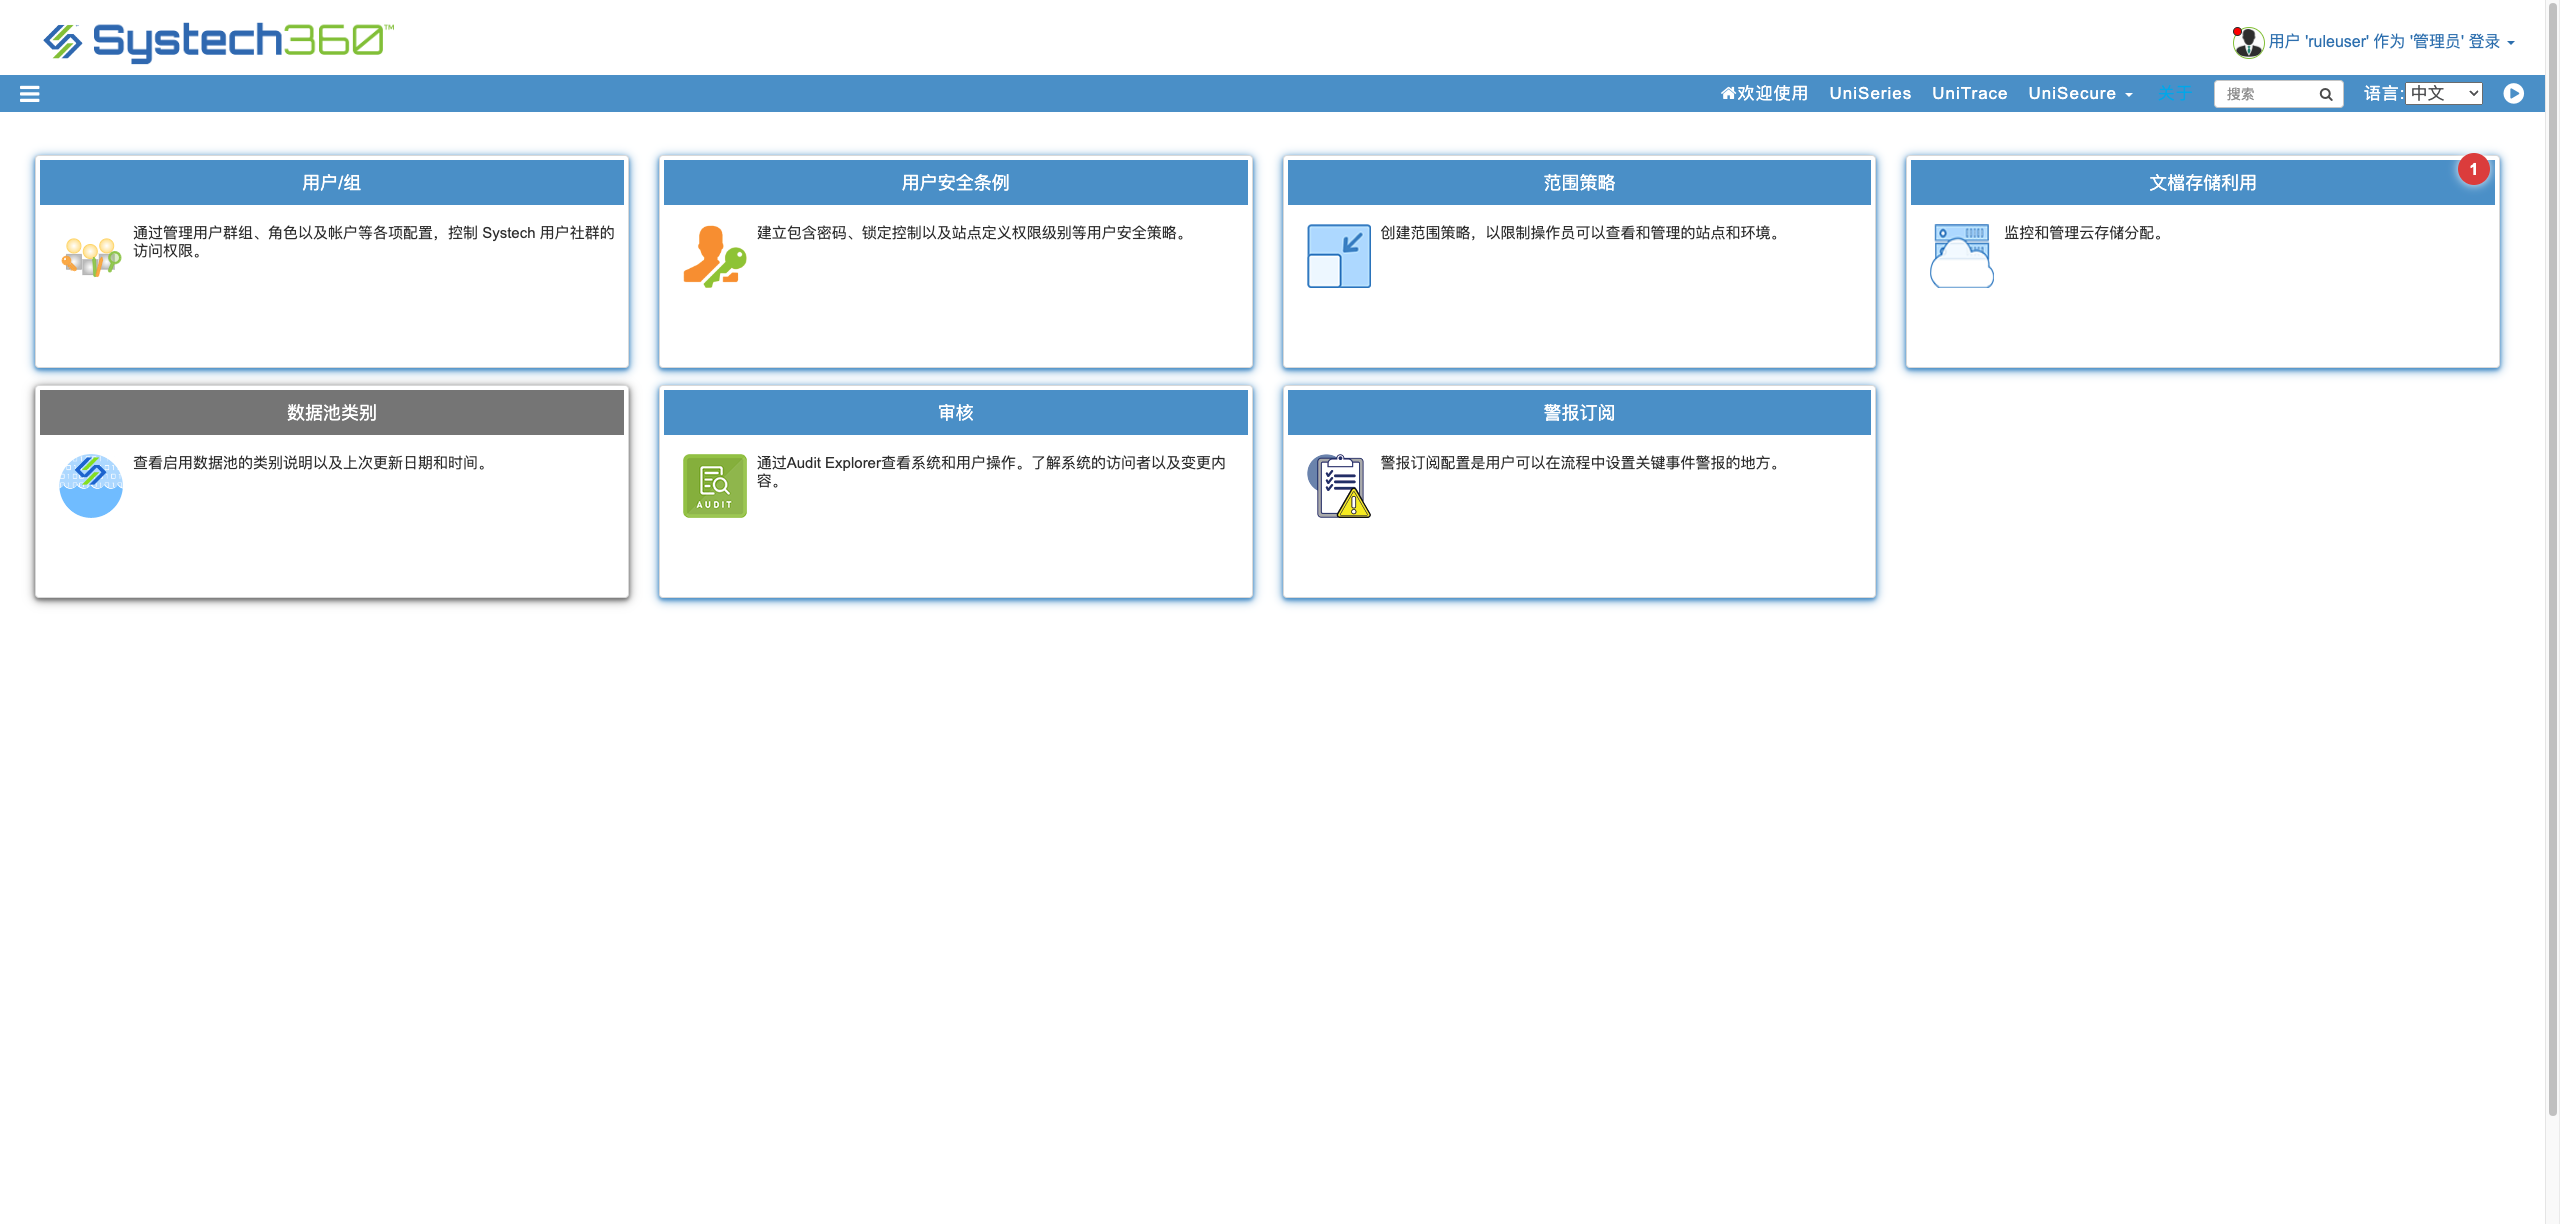 Systech360™
用户 'ruleuser' 作为 '管理员' 登录
欢迎使用 UniSeries UniTrace UniSecure 关于 搜索 语言: 中文
用户/组
通过管理用户群组、角色以及帐户等各项配置，控制 Systech 用户社群的
访问权限。
用户安全条例
建立包含密码、锁定控制以及站点定义权限级别等用户安全策略。
范围策略
创建范围策略，以限制操作员可以查看和管理的站点和环境。
文檔存储利用
1
监控和管理云存储分配。
数据池类别
查看启用数据池的类别说明以及上次更新日期和时间。
审核
AUDIT
通过Audit Explorer查看系统和用户操作。了解系统的访问者以及变更内
容。
警报订阅
警报订阅配置是用户可以在流程中设置关键事件警报的地方。